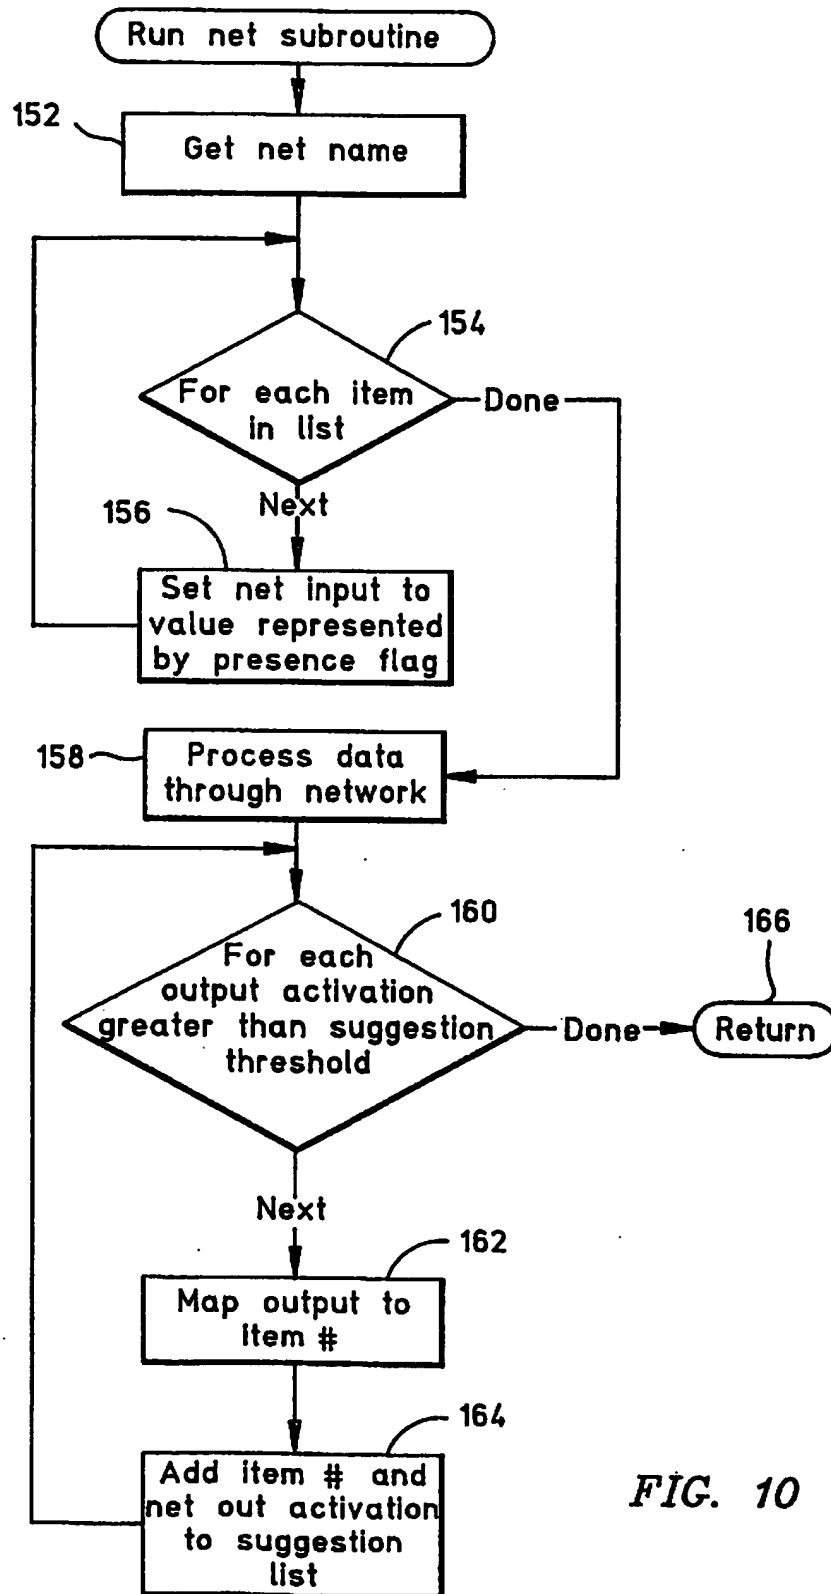 Run net subroutine
152
Get net name
154
For each item
in list
Done
Next
156
Set net input to
value represented
by presence flag
158
Process data
through network
160
For each
output activation
greater than suggestion
threshold
Done
166
Return
Next
162
Map output to
item #
164
Add item # and
net out activation
to suggestion
list
FIG. 10